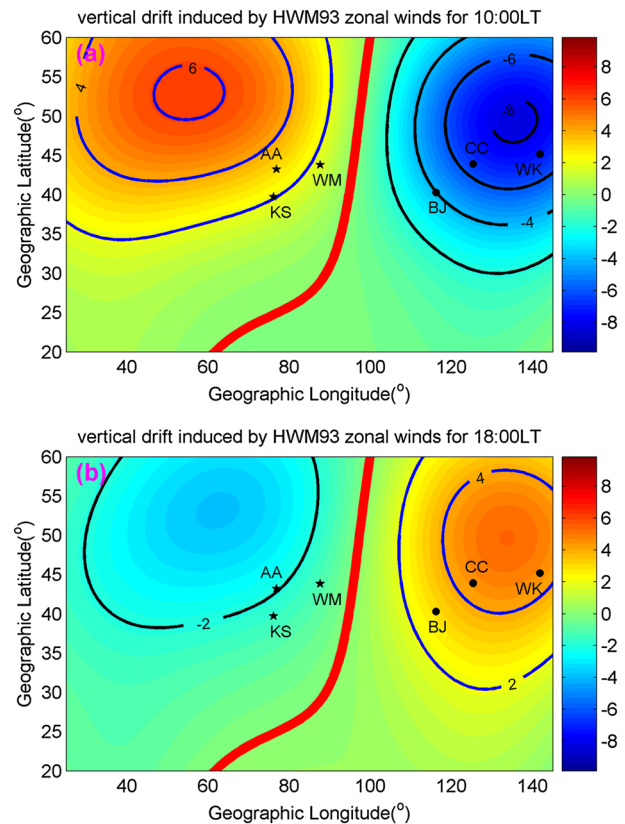 vertical drift induced by HWM93 zonal winds for 10:00LT
(a)
60
55
50
45
40
35
30
25
20
Geographic Latitude(°)
4
6
AA
WM
KS
-6
-8
CC
WK
BJ
-4
40
60
80
100
120
140
Geographic Longitude(°)
8
6
4
2
0
-2
-4
-6
-8
vertical drift induced by HWM93 zonal winds for 18:00LT
(b)
60
55
50
45
40
35
30
25
20
Geographic Latitude(°)
-2
AA
WM
KS
4
CC
WK
BJ
2
40
60
80
100
120
140
Geographic Longitude(°)
8
6
4
2
0
-2
-4
-6
-8